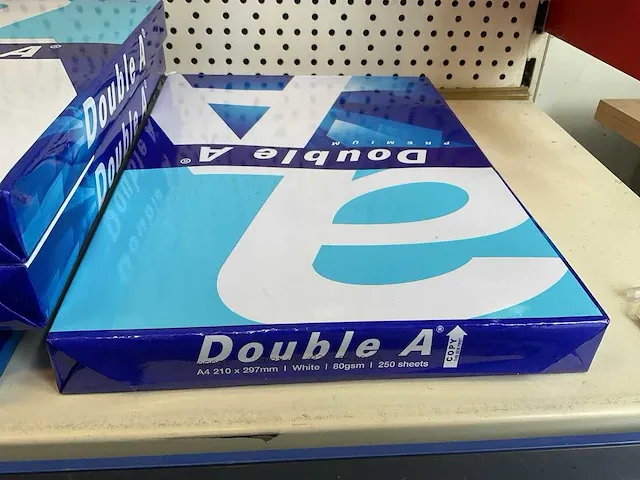 A®
Double A
Double A
PREMIUM
Double A®
Double A®
A4 210 x 297mm | White | 80gsm | 250 sheets
COPY